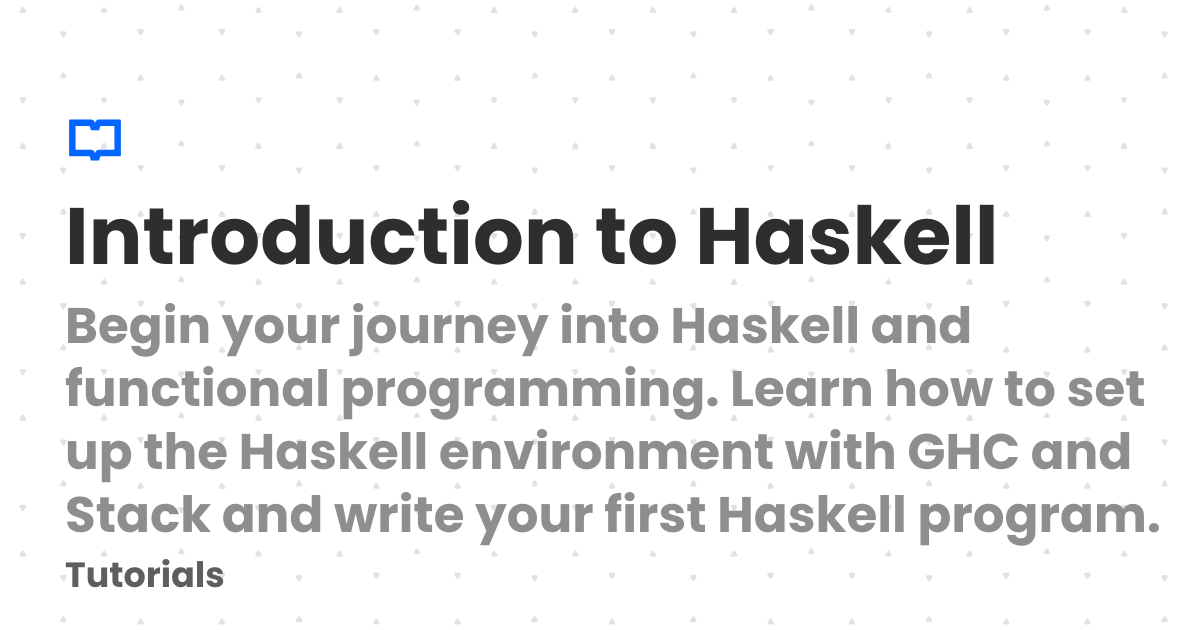 Introduction to Haskell
Begin your journey into Haskell and
functional programming. Learn how to set
up the Haskell environment with GHC and
Stack and write your first Haskell program.
Tutorials